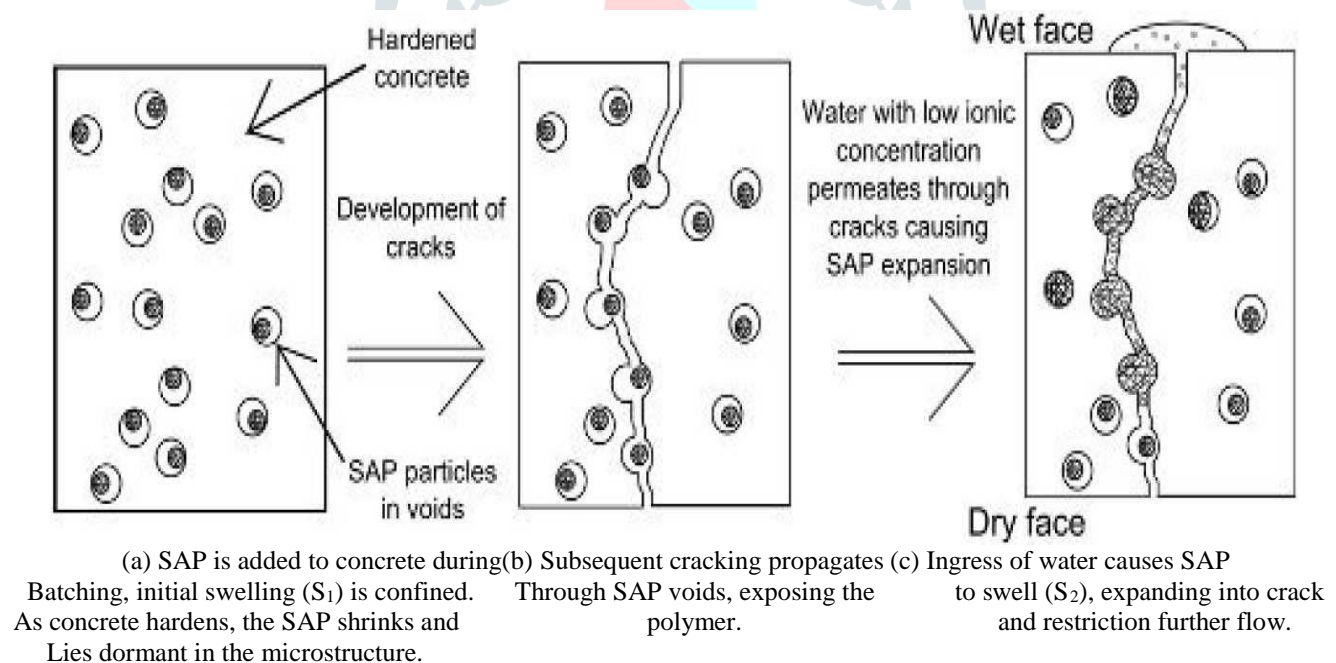 Hardened
concrete
SAP particles
in voids
Development of
cracks
Water with low ionic
concentration
permeates through
cracks causing
SAP expansion
Wet face
Dry face
(a) SAP is added to concrete during(b) Subsequent cracking propagates (c) Ingress of water causes SAP
Batching, initial swelling (S₁) is confined. Through SAP voids, exposing the to swell (S₂), expanding into crack
As concrete hardens, the SAP shrinks and polymer. and restriction further flow.
Lies dormant in the microstructure.